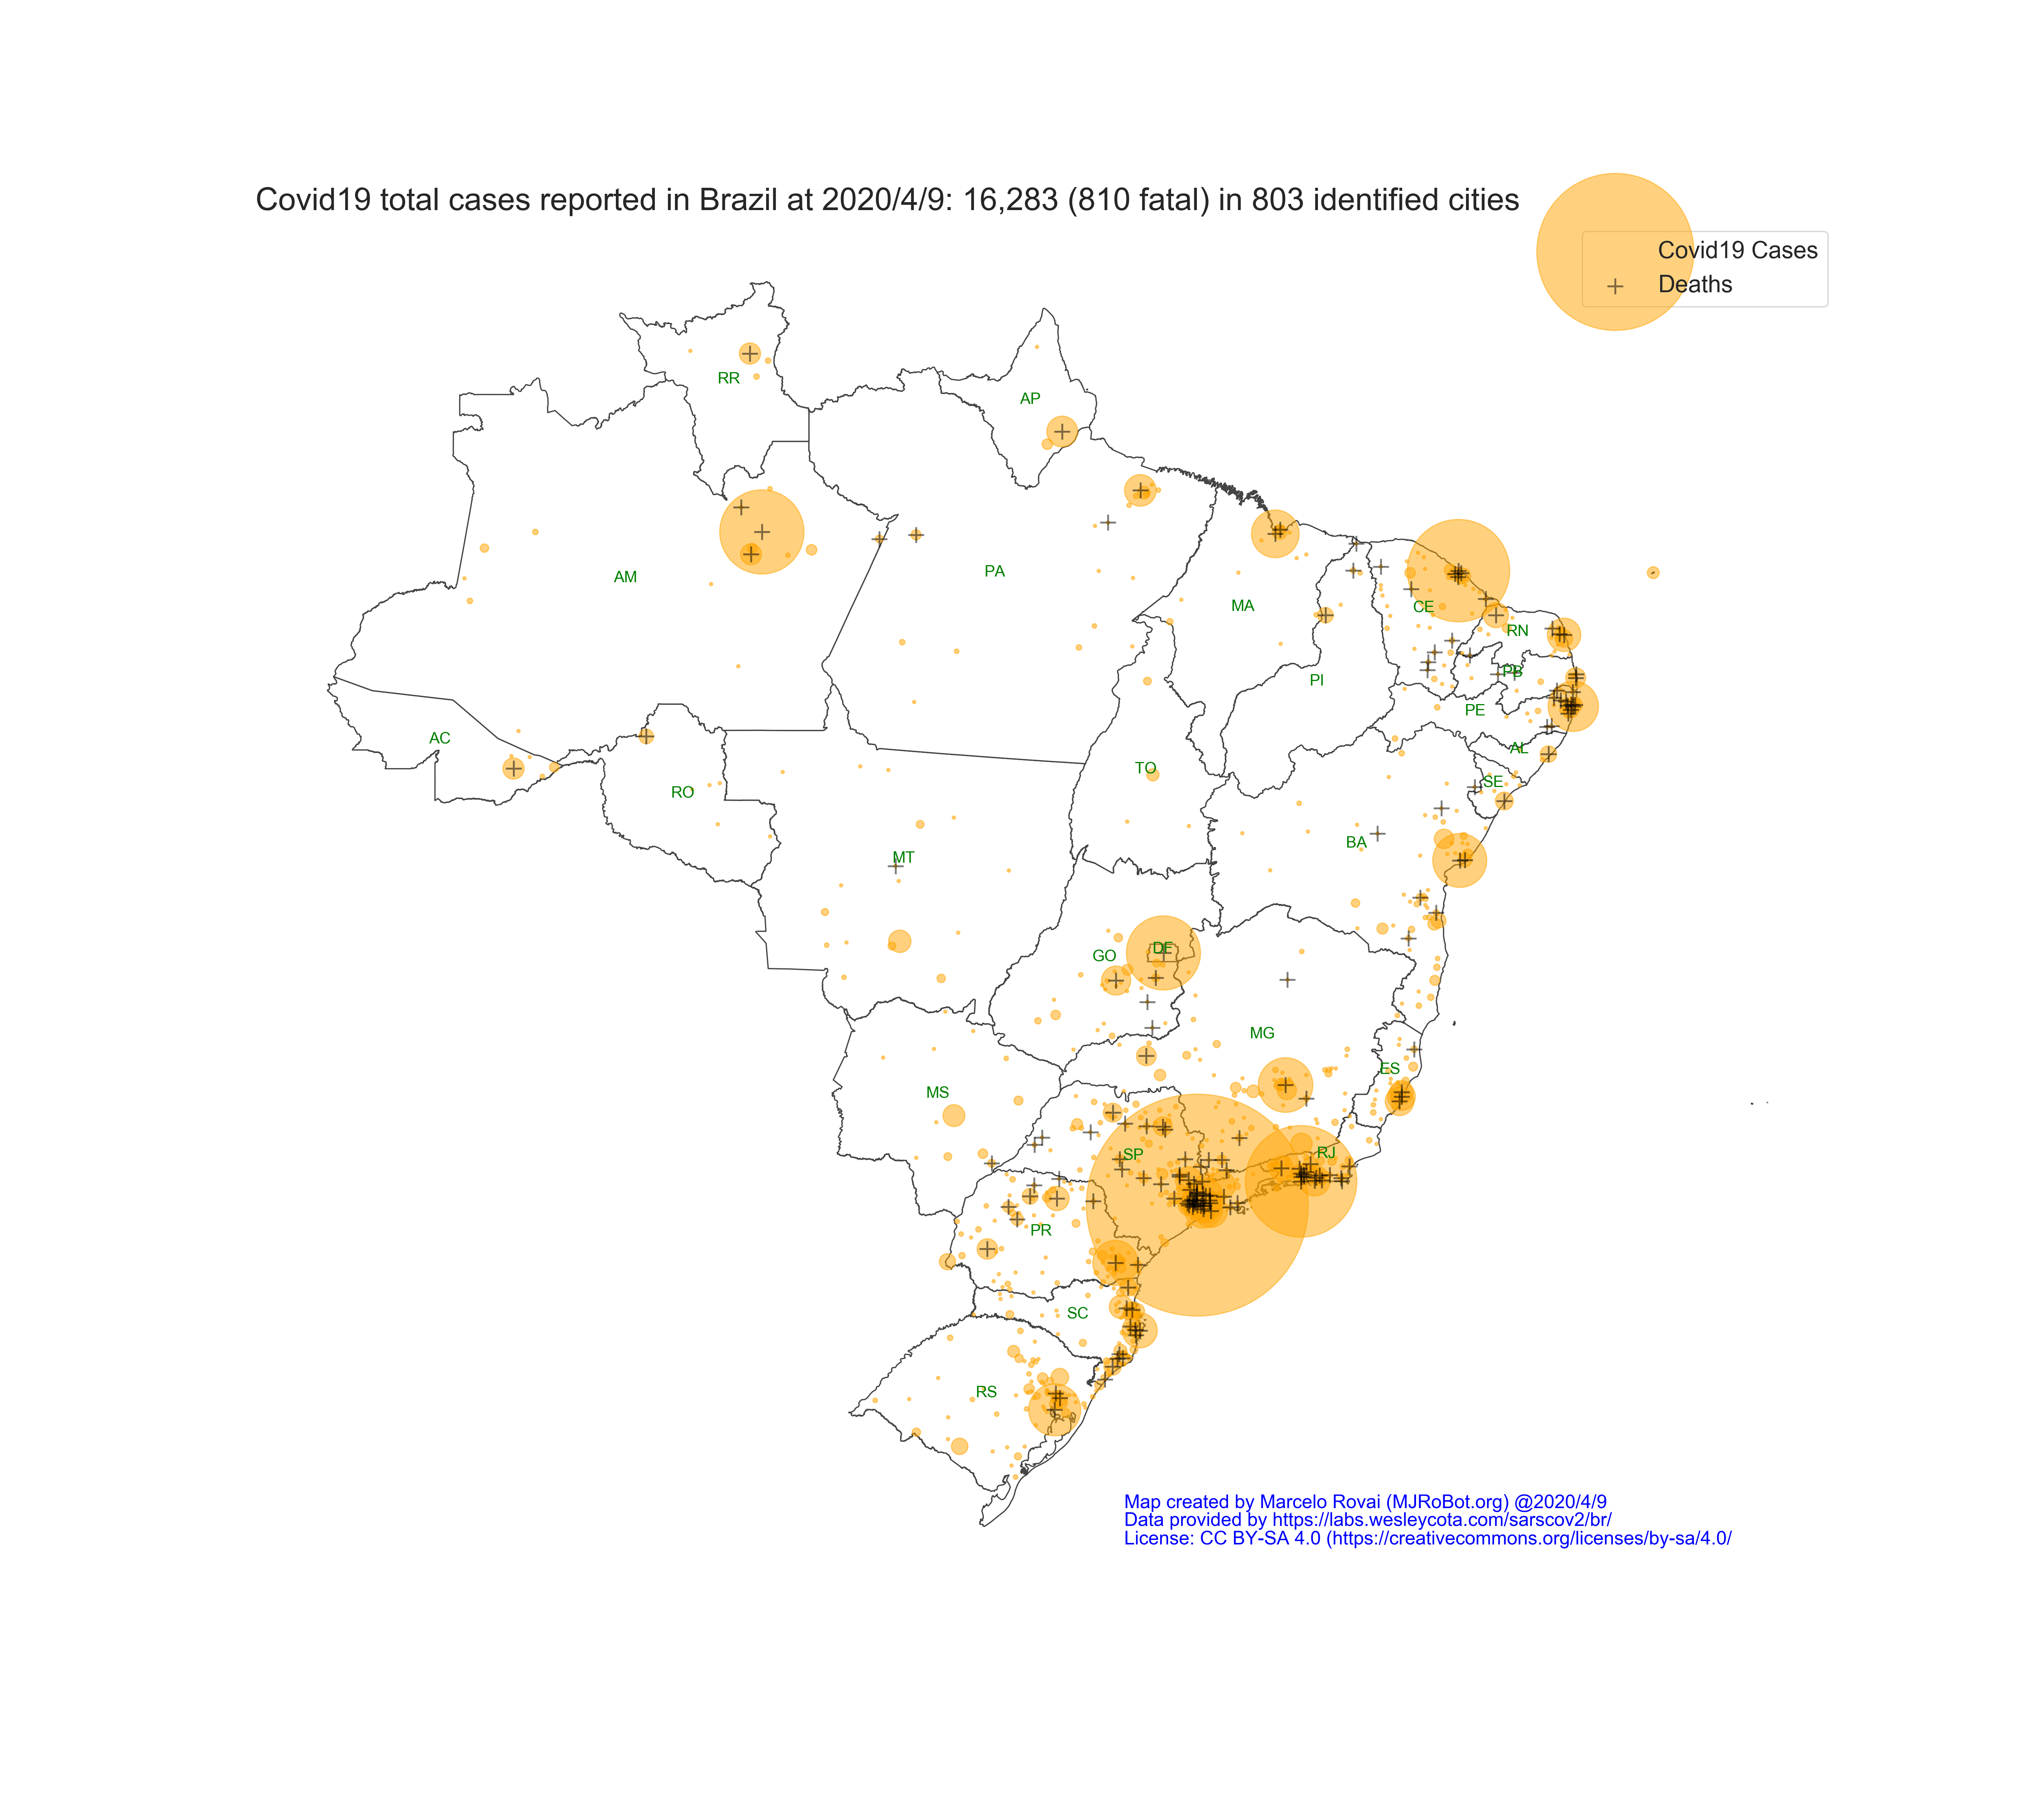 Covid19 total cases reported in Brazil at 2020/4/9: 16,283 (810 fatal) in 803 identified cities
Covid19 Cases
Deaths
RR
AP
AM
PA
MA
CE
RN
PB
PI
PE
AC
AL
TO
SE
RO
BA
MT
DF
GO
MG
ES
MS
RJ
SP
PR
SC
RS
Map created by Marcelo Rovai (MJRoBot.org) @2020/4/9
Data provided by https://labs.wesleycota.com/sarscov2/br/
License: CC BY-SA 4.0 (https://creativecommons.org/licenses/by-sa/4.0/